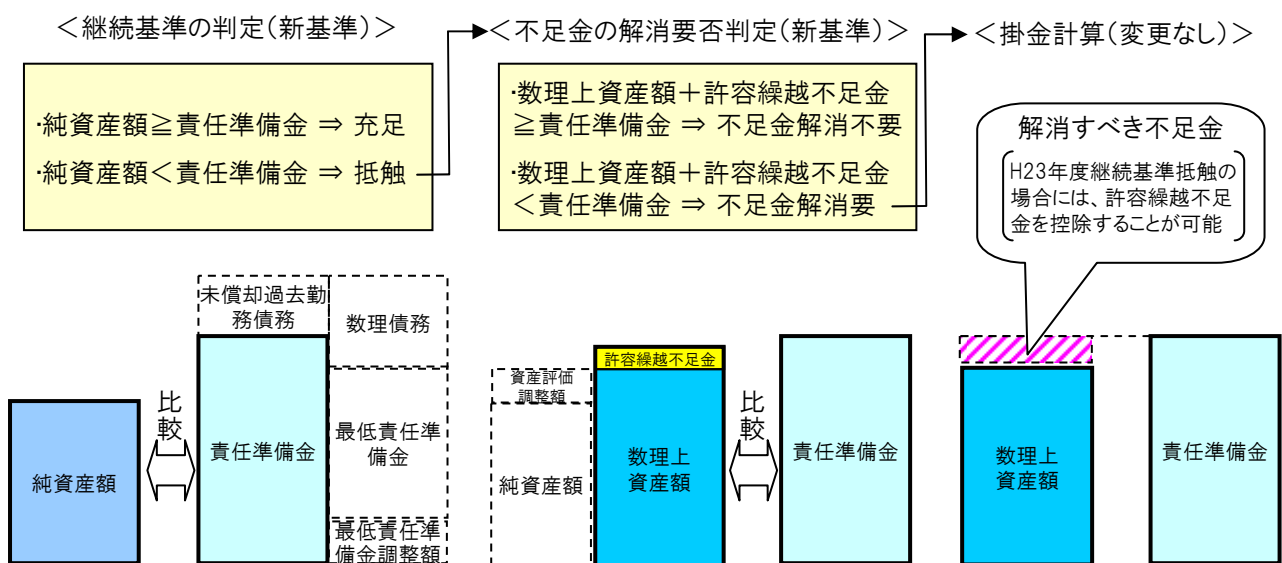 ＜継続基準の判定（新基準）＞
・純資産額≧責任準備金 ⇒ 充足
・純資産額＜責任準備金 ⇒ 抵触
＜不足金の解消要否判定（新基準）＞
・数理上資産額＋許容繰越不足金
≧責任準備金 ⇒ 不足金解消不要
・数理上資産額＋許容繰越不足金
＜責任準備金 ⇒ 不足金解消要
＜掛金計算（変更なし）＞
解消すべき不足金
H23年度継続基準抵触の
場合には、許容繰越不足
金を控除することが可能
純資産額
比
較
未償却過去勤
務債務
責任準備金
数理債務
最低責任準
備金
最低責任準
備金調整額
資産評価
調整額
純資産額
許容繰越不足金
数理上
資産額
比
較
責任準備金
数理上
資産額
責任準備金